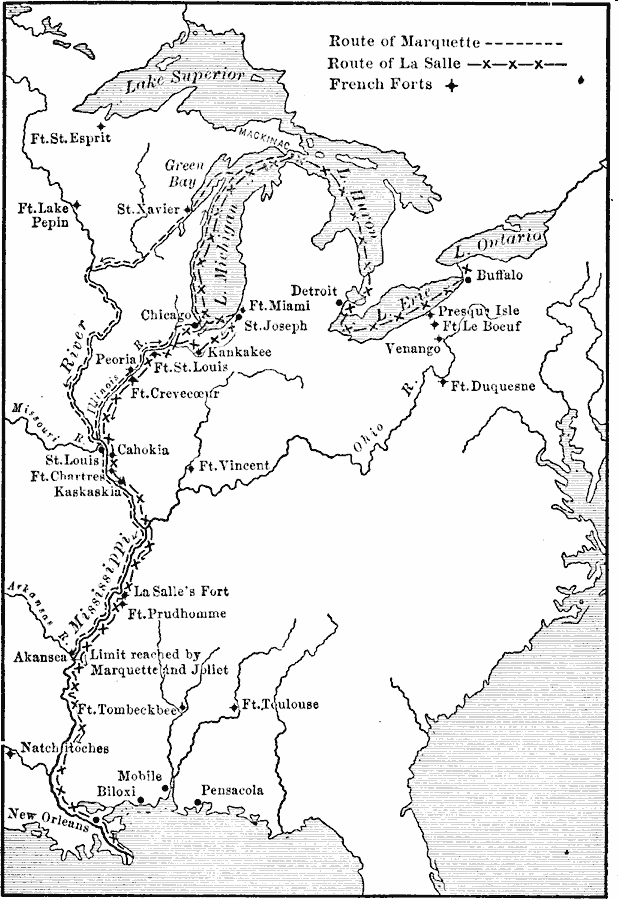 Route of Marquette
Route of La Salle
French Forts
Lake Superior
Ft.St.Esprit
MACKINAC
Green
Bay
L. Huron
Ft.Lake
Pepin
St.Xavier
L. Michigan
L. Ontario
Detroit
L. Erie
Buffalo
Chicago
Ft.Miami
St.Joseph
Presque Isle
Ft.Le Boeuf
Venango
River
R.
Kankakee
Peoria
Ft.St.Louis
Illinois
Ft.Crevecœur
Ft.Duquesne
Missouri
R.
Ohio R.
Cahokia
St.Louis
Ft.Chartres
Kaskaskia
Ft.Vincent
Mississippi
Arkansas R.
La Salle's Fort
Ft.Prudhomme
Akansea
Limit reached by
Marquette and Joliet
Ft.Tombeckbee
Ft.Toulouse
Natchitoches
Mobile
Biloxi
Pensacola
New Orleans